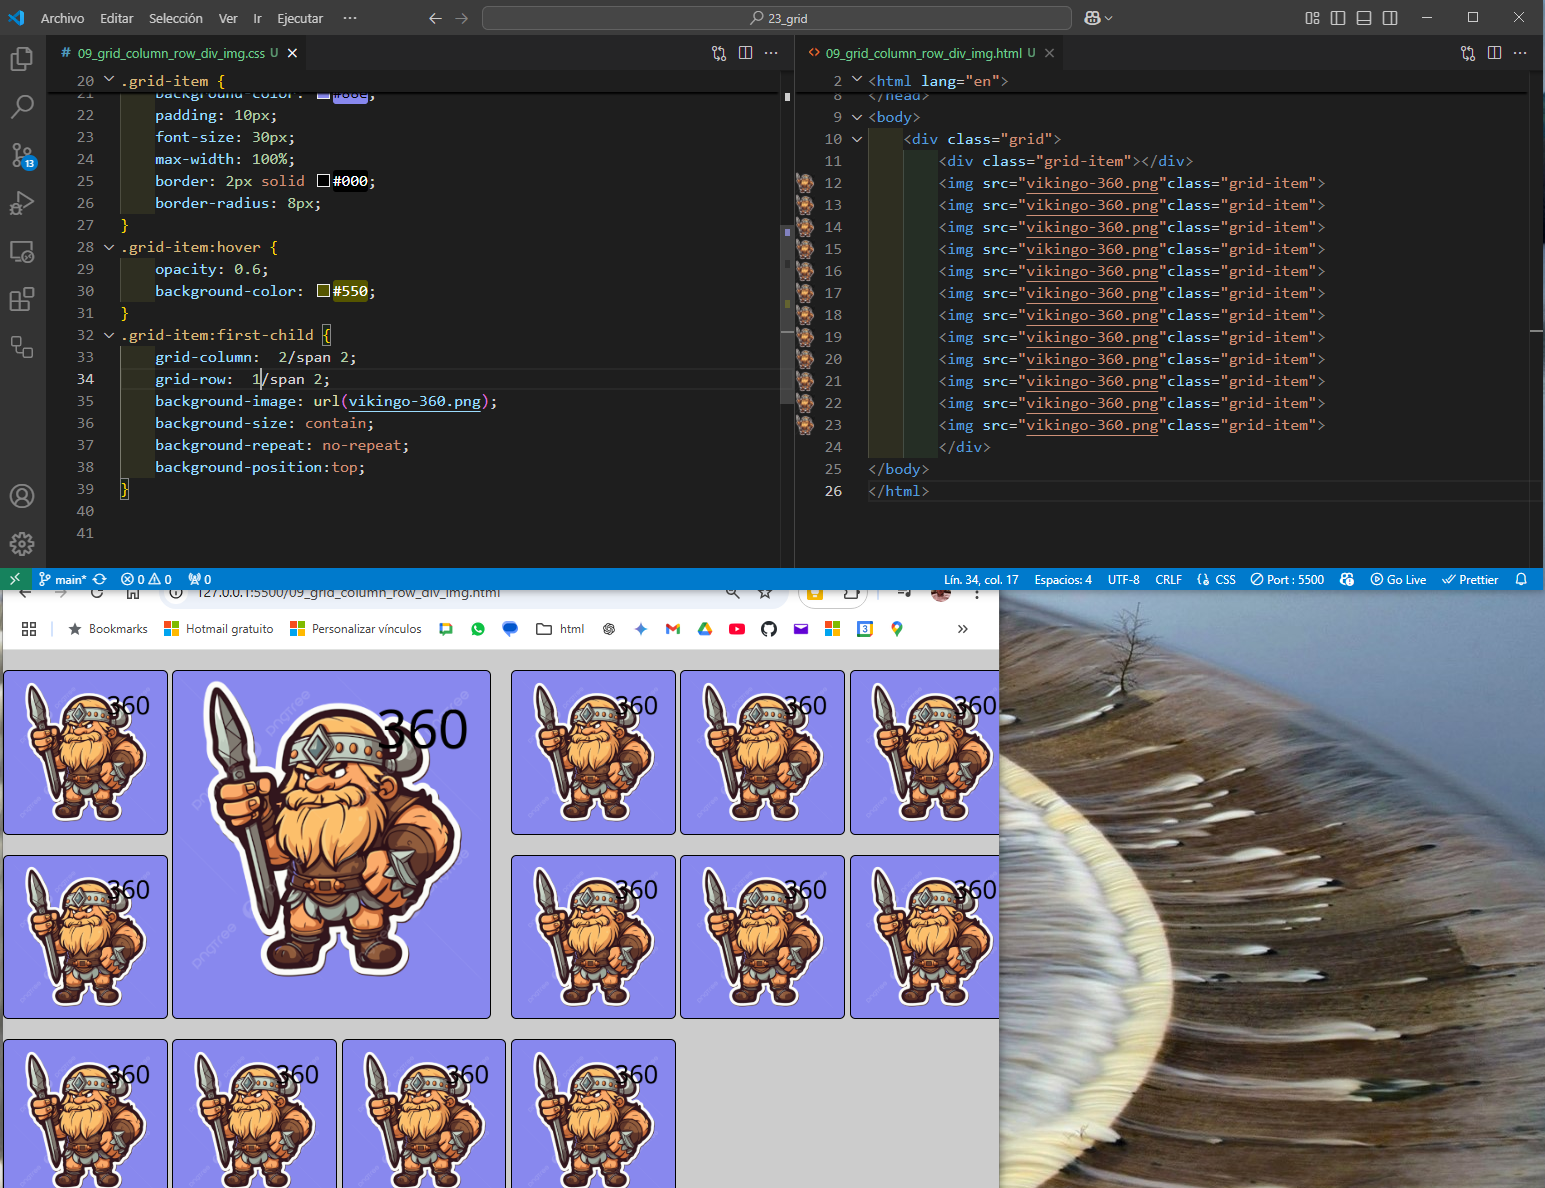 Archivo Editar Selección Ver Ir Ejecutar ··· 23_grid
# 09_grid_column_row_div_img.css U
20 .grid-item {
21 background-color: #88e;
22 padding: 10px;
23 font-size: 30px;
24 max-width: 100%;
25 border: 2px solid #000;
26 border-radius: 8px;
27 }
28 .grid-item:hover {
29 opacity: 0.6;
30 background-color: #550;
31 }
32 .grid-item:first-child {
33 grid-column:  2/span 2;
34 grid-row:  1/span 2;
35 background-image: url(vikingo-360.png);
36 background-size: contain;
37 background-repeat: no-repeat;
38 background-position:top;
39 }
40
41
<> 09_grid_column_row_div_img.html U
2 <html lang="en">
8 </head>
9 <body>
10 <div class="grid">
11 <div class="grid-item"></div>
12 <img src="vikingo-360.png"class="grid-item">
13 <img src="vikingo-360.png"class="grid-item">
14 <img src="vikingo-360.png"class="grid-item">
15 <img src="vikingo-360.png"class="grid-item">
16 <img src="vikingo-360.png"class="grid-item">
17 <img src="vikingo-360.png"class="grid-item">
18 <img src="vikingo-360.png"class="grid-item">
19 <img src="vikingo-360.png"class="grid-item">
20 <img src="vikingo-360.png"class="grid-item">
21 <img src="vikingo-360.png"class="grid-item">
22 <img src="vikingo-360.png"class="grid-item">
23 <img src="vikingo-360.png"class="grid-item">
24 </div>
25 </body>
26 </html>
13
main* 0 0 0 Lín. 34, col. 17 Espacios: 4 UTF-8 CRLF CSS Port : 5500 Go Live Prettier
127.0.0.1:5500/09_grid_column_row_div_img.html
Bookmarks Hotmail gratuito Personalizar vínculos html 3 »
360 360 360 360 360
pngtree
360 360 360 360
pngtree
360 360 360 360